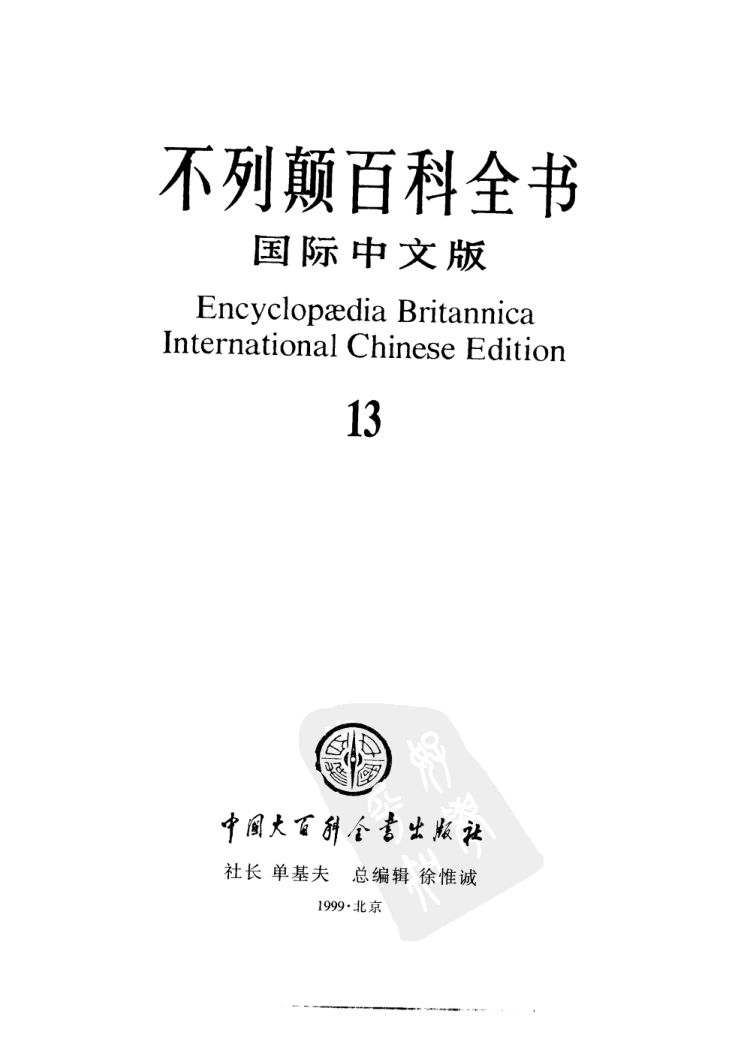 不列颠百科全书
国际中文版
Encyclopædia Britannica
International Chinese Edition
13
中国大百科全书出版社
社长 单基夫 总编辑 徐惟诚
1999·北京